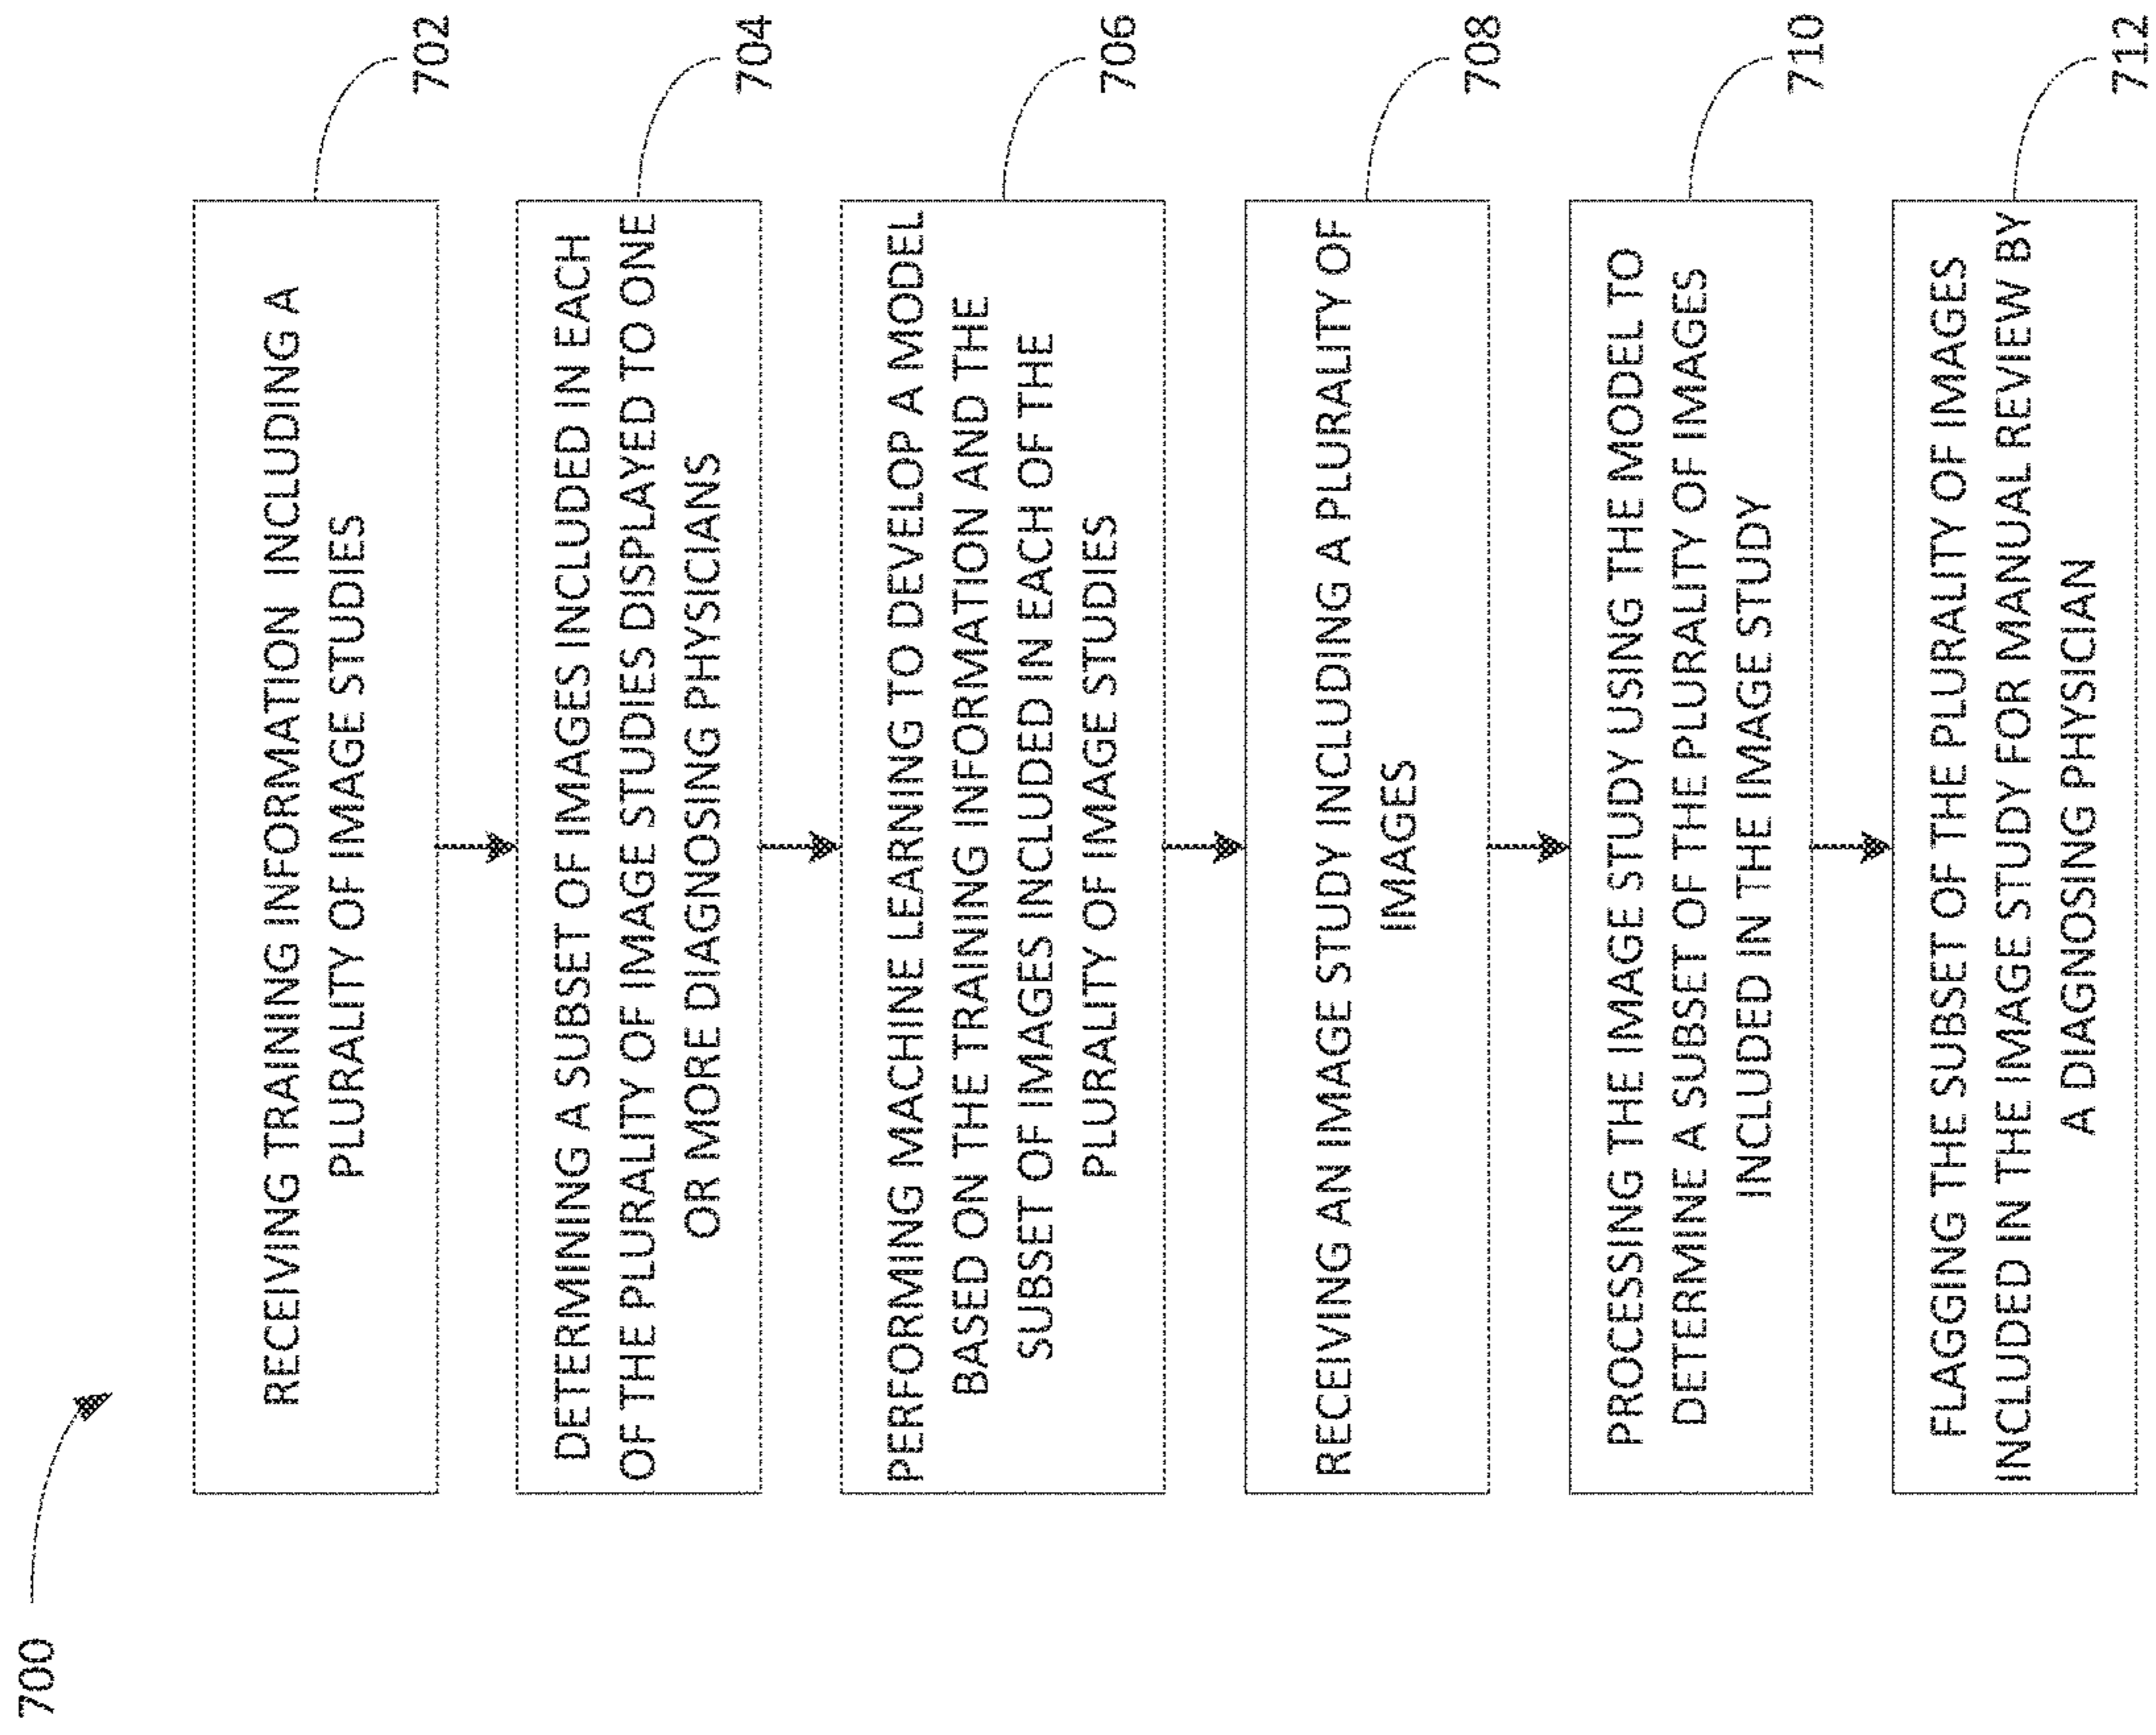 700
RECEIVING TRAINING INFORMATION INCLUDING A
PLURALITY OF IMAGE STUDIES
702
DETERMINING A SUBSET OF IMAGES INCLUDED IN EACH
OF THE PLURALITY OF IMAGE STUDIES DISPLAYED TO ONE
OR MORE DIAGNOSING PHYSICIANS
704
PERFORMING MACHINE LEARNING TO DEVELOP A MODEL
BASED ON THE TRAINING INFORMATION AND THE
SUBSET OF IMAGES INCLUDED IN EACH OF THE
PLURALITY OF IMAGE STUDIES
706
RECEIVING AN IMAGE STUDY INCLUDING A PLURALITY OF
IMAGES
708
PROCESSING THE IMAGE STUDY USING THE MODEL TO
DETERMINE A SUBSET OF THE PLURALITY OF IMAGES
INCLUDED IN THE IMAGE STUDY
710
FLAGGING THE SUBSET OF THE PLURALITY OF IMAGES
INCLUDED IN THE IMAGE STUDY FOR MANUAL REVIEW BY
A DIAGNOSING PHYSICIAN
712